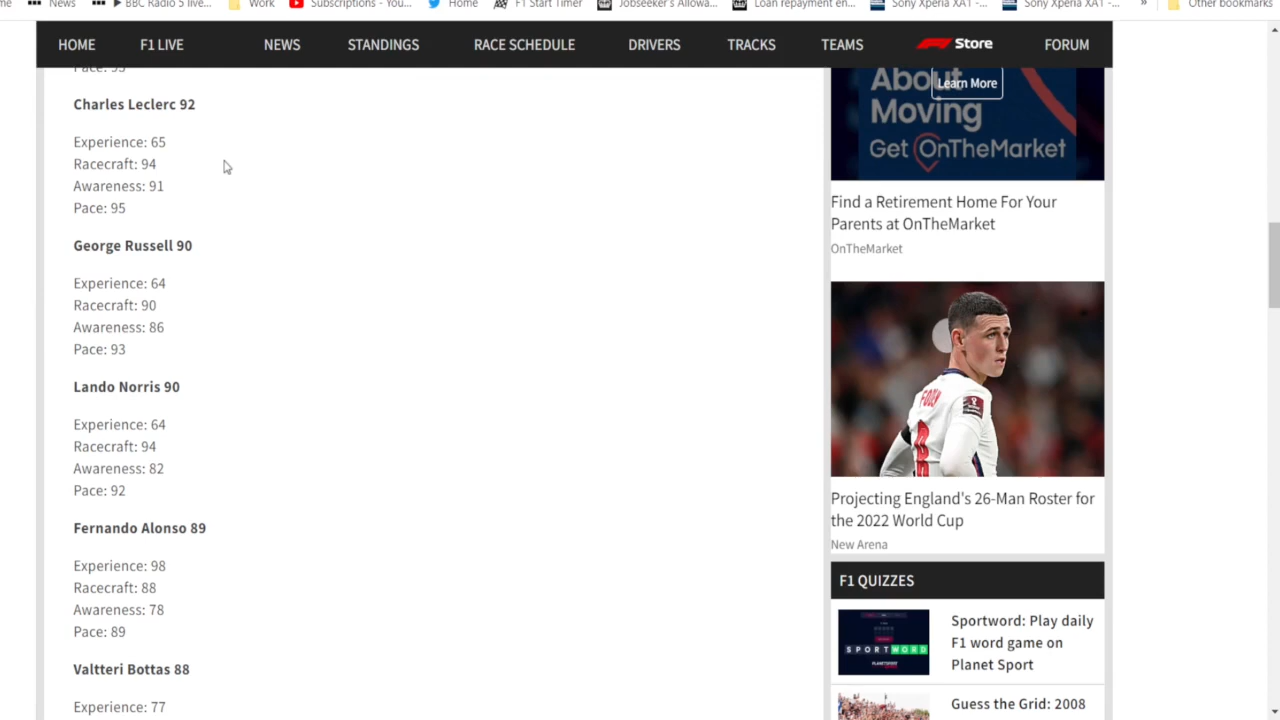 News
▶ BBC Radio 5 live...
Work
Subscriptions - You...
Home
F1 Start Timer
Jobseeker's Allowa...
Loan repayment en...
Sony Xperia XA1 -...
Sony Xperia XA1 -...
»
Other bookmarks
HOME
F1 LIVE
NEWS
STANDINGS
RACE SCHEDULE
DRIVERS
TRACKS
TEAMS
Store
FORUM
Pace: 95
Charles Leclerc 92
Experience: 65
Racecraft: 94
Awareness: 91
Pace: 95
George Russell 90
Experience: 64
Racecraft: 90
Awareness: 86
Pace: 93
Lando Norris 90
Experience: 64
Racecraft: 94
Awareness: 82
Pace: 92
Fernando Alonso 89
Experience: 98
Racecraft: 88
Awareness: 78
Pace: 89
Valtteri Bottas 88
Experience: 77
About
Learn More
Moving
Get OnTheMarket
Find a Retirement Home For Your
Parents at OnTheMarket
OnTheMarket
FODEN
Projecting England's 26-Man Roster for
the 2022 World Cup
New Arena
F1 QUIZZES
SPORTWORD
PLANETSPORT
Sportword: Play daily
F1 word game on
Planet Sport
Guess the Grid: 2008